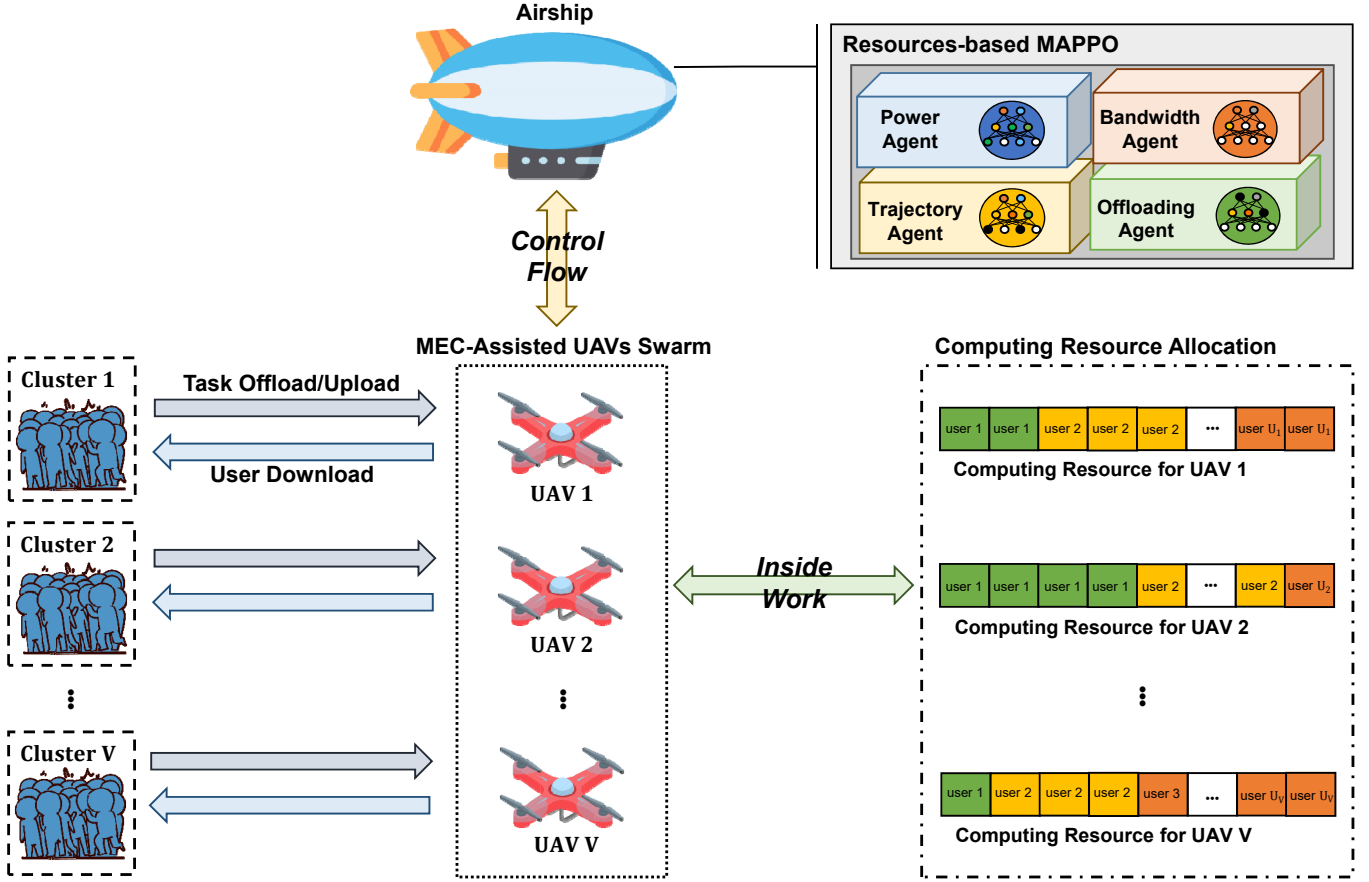 Airship
Resources-based MAPPO
Power
Agent
Bandwidth
Agent
Trajectory
Agent
Offloading
Agent
Control
Flow
MEC-Assisted UAVs Swarm
Computing Resource Allocation
Cluster 1
Task Offload/Upload
User Download
UAV 1
user 1 user 1 user 2 user 2 user 2 ... user U₁ user U₁
Computing Resource for UAV 1
Cluster 2
UAV 2
Inside
Work
user 1 user 1 user 1 user 1 user 2 ... user 2 user U₂
Computing Resource for UAV 2
Cluster V
UAV V
user 1 user 2 user 2 user 2 user 3 ... user Uᵥ user Uᵥ
Computing Resource for UAV V